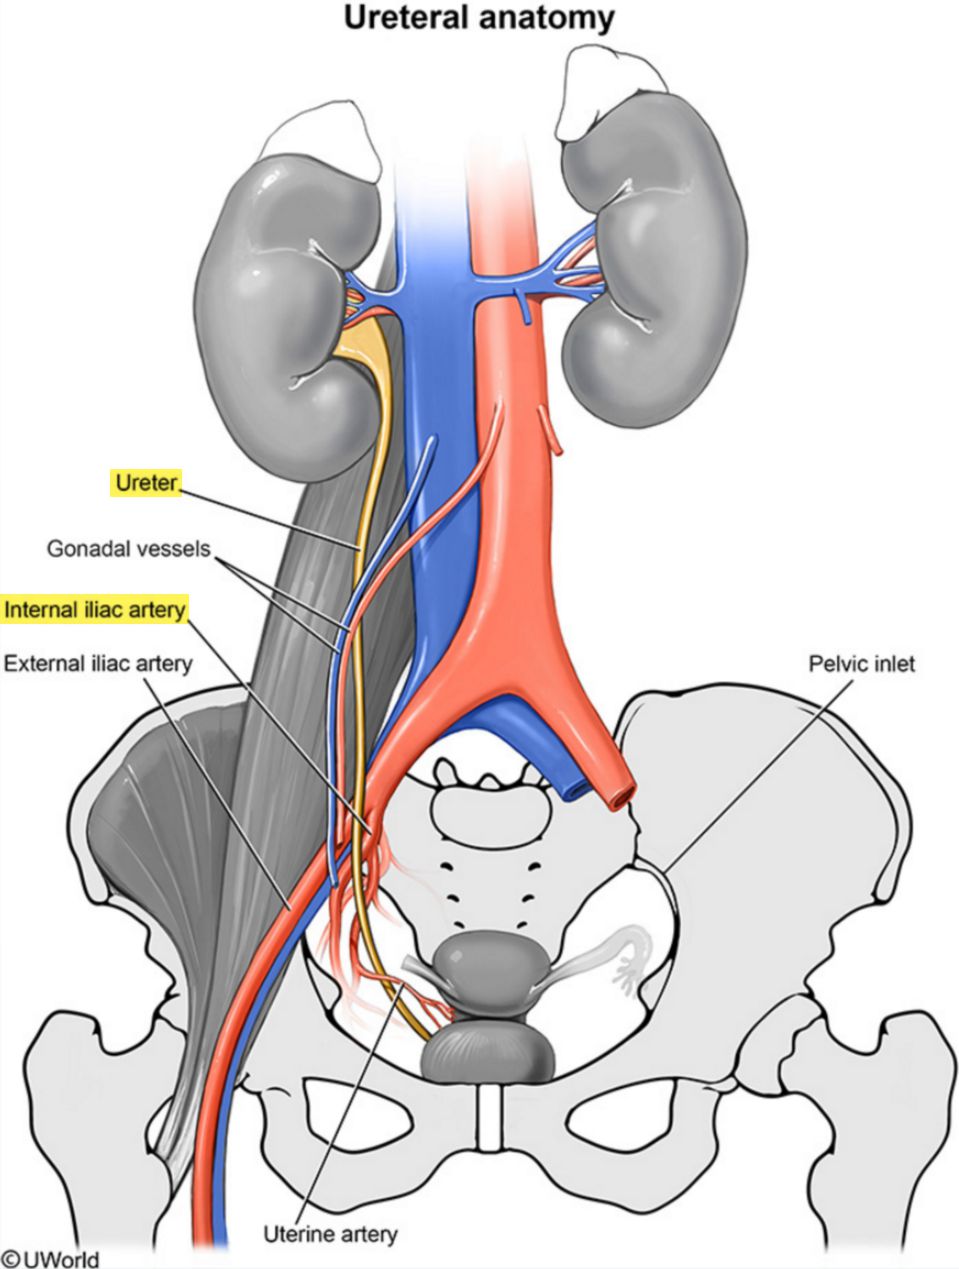 Ureteral anatomy
Ureter
Gonadal vessels
Internal iliac artery
External iliac artery
Pelvic inlet
Uterine artery
©UWorld